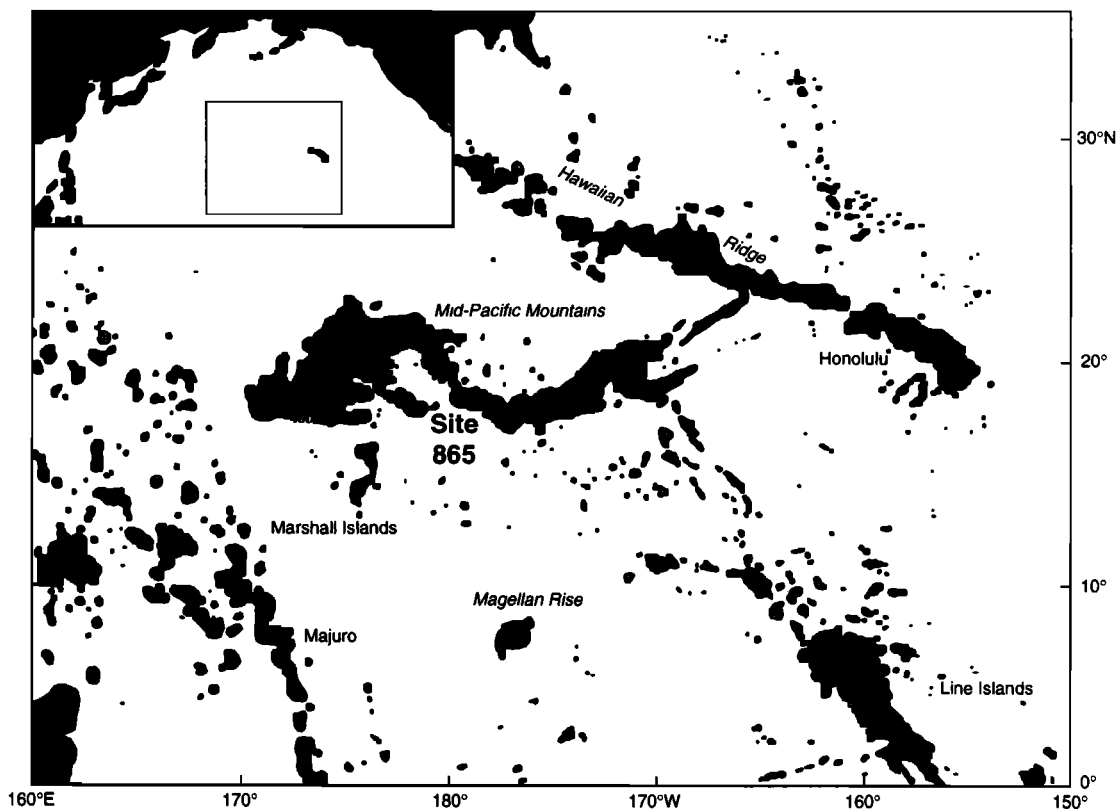 30°N
Hawaiian
Ridge
Mid-Pacific Mountains
Honolulu
20°
Site
865
Marshall Islands
10°
Magellan Rise
Majuro
Line Islands
0°
160°E
170°
180°
170°W
160°
150°